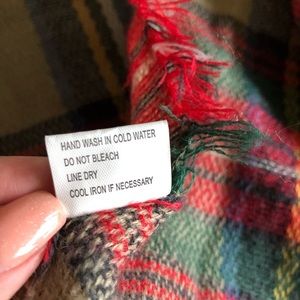 HAND WASH IN COLD WATER
DO NOT BLEACH
LINE DRY
COOL IRON IF NECESSARY